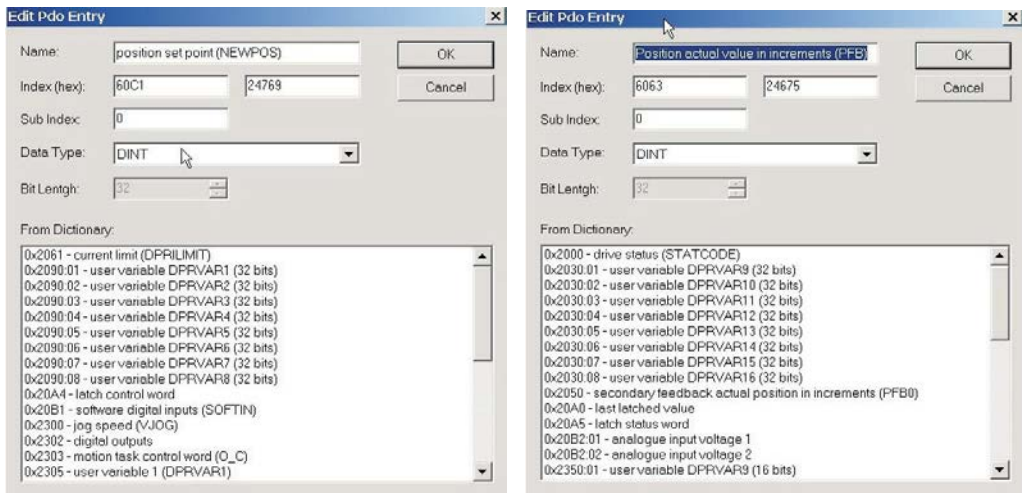 Edit Pdo Entry
Name: position set point (NEWPOS)
OK
Index (hex): 60C1 24769
Cancel
Sub Index: 0
Data Type: DINT
Bit Lentgh: 32
From Dictionary:
0x2061 - current limit (DPRILIMIT)
0x2090:01 - user variable DPRVAR1 (32 bits)
0x2090:02 - user variable DPRVAR2 (32 bits)
0x2090:03 - user variable DPRVAR3 (32 bits)
0x2090:04 - user variable DPRVAR4 (32 bits)
0x2090:05 - user variable DPRVAR5 (32 bits)
0x2090:06 - user variable DPRVAR6 (32 bits)
0x2090:07 - user variable DPRVAR7 (32 bits)
0x2090:08 - user variable DPRVAR8 (32 bits)
0x20A4 - latch control word
0x20B1 - software digital inputs (SOFTIN)
0x2300 - jog speed (VJOG)
0x2302 - digital outputs
0x2303 - motion task control word (O_C)
0x2305 - user variable 1 (DPRVAR1)
Edit Pdo Entry
Name: Position actual value in increments (PFB)
OK
Index (hex): 6063 24675
Cancel
Sub Index: 0
Data Type: DINT
Bit Lentgh: 32
From Dictionary:
0x2000 - drive status (STATCODE)
0x2030:01 - user variable DPRVAR9 (32 bits)
0x2030:02 - user variable DPRVAR10 (32 bits)
0x2030:03 - user variable DPRVAR11 (32 bits)
0x2030:04 - user variable DPRVAR12 (32 bits)
0x2030:05 - user variable DPRVAR13 (32 bits)
0x2030:06 - user variable DPRVAR14 (32 bits)
0x2030:07 - user variable DPRVAR15 (32 bits)
0x2030:08 - user variable DPRVAR16 (32 bits)
0x2050 - secondary feedback actual position in increments (PFB0)
0x20A0 - last latched value
0x20A5 - latch status word
0x20B2:01 - analogue input voltage 1
0x20B2:02 - analogue input voltage 2
0x2350:01 - user variable DPRVAR9 (16 bits)